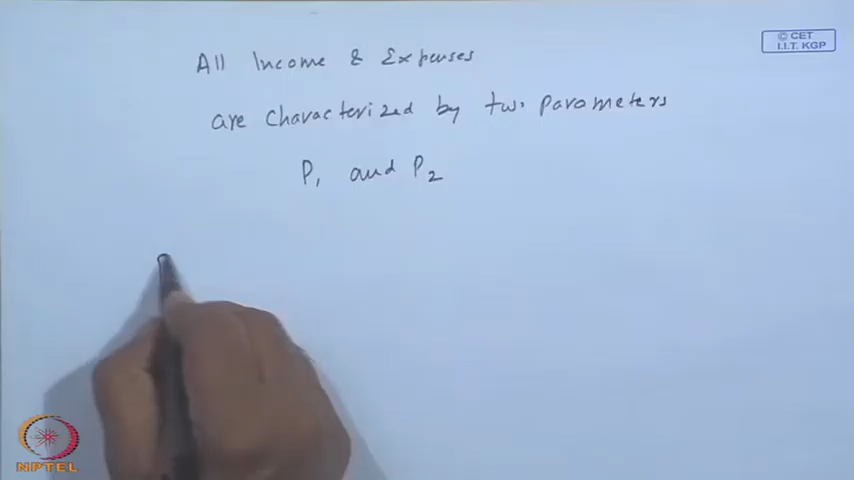 © CET
I.I.T. KGP
All Income & Expenses
are characterized by two parameters
P1 and P2
NPTEL